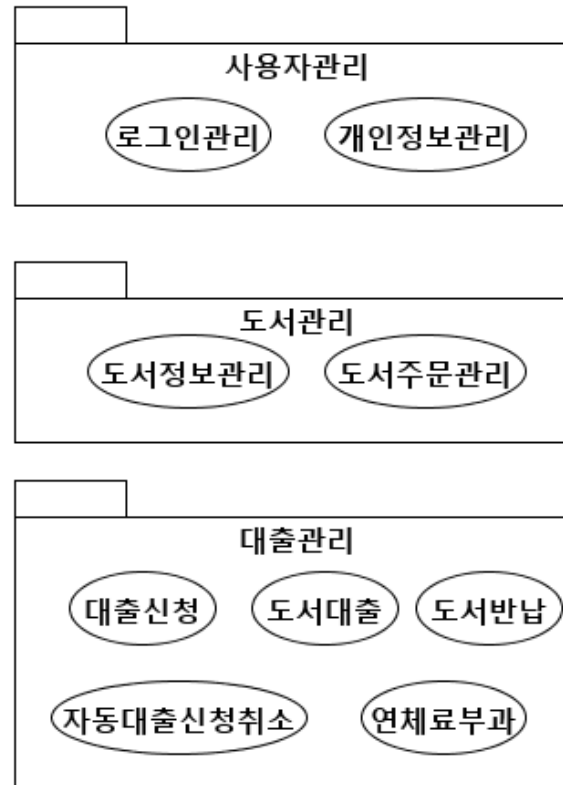 사용자관리
로그인관리 개인정보관리
도서관리
도서정보관리 도서주문관리
대출관리
대출신청 도서대출 도서반납
자동대출신청취소 연체료부과